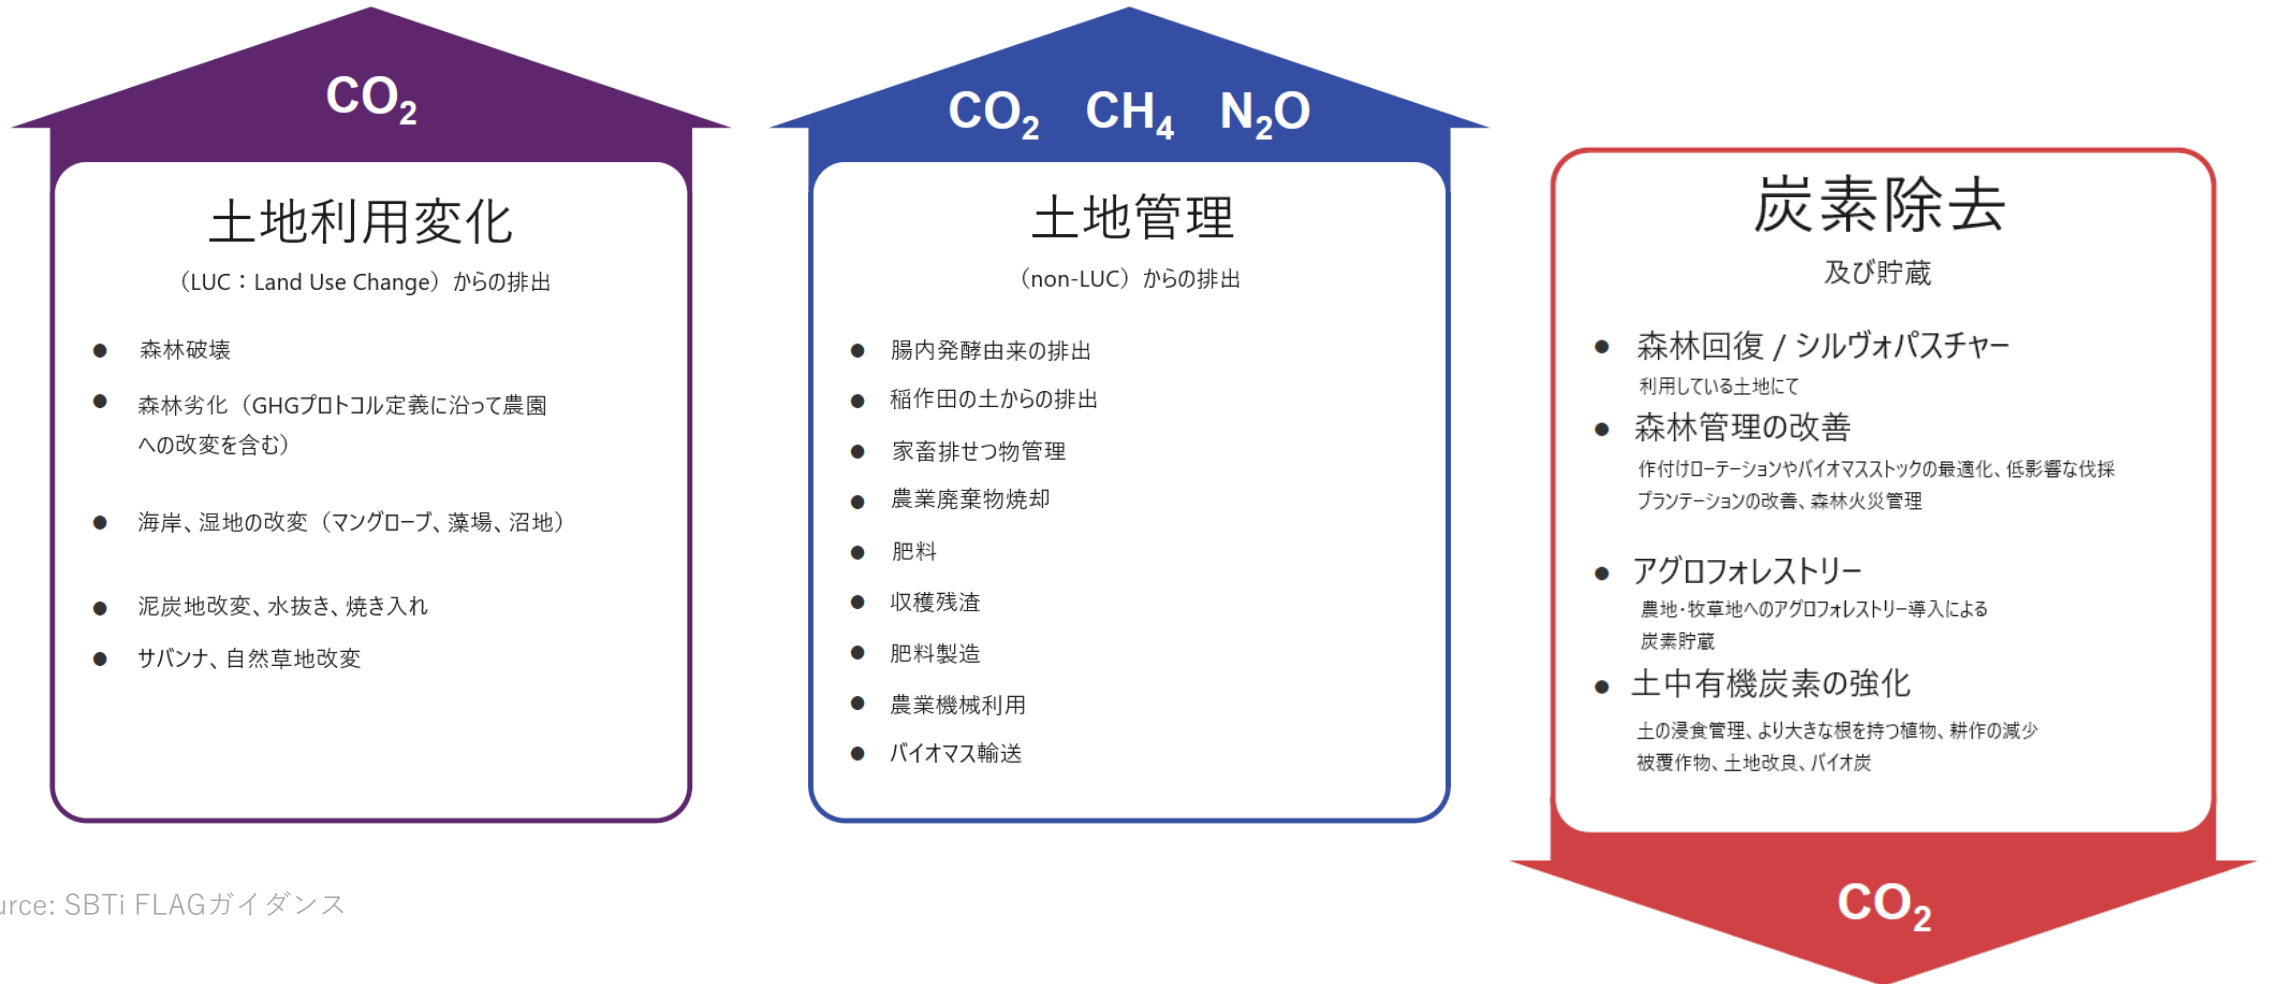 CO₂
土地利用変化
（LUC：Land Use Change）からの排出
● 森林破壊
● 森林劣化（GHGプロトコル定義に沿って農園
への改変を含む）
● 海岸、湿地の改変（マングローブ、藻場、沼地）
● 泥炭地改変、水抜き、焼き入れ
● サバンナ、自然草地改変
CO₂ CH₄ N₂O
土地管理
（non-LUC）からの排出
● 腸内発酵由来の排出
● 稲作田の土からの排出
● 家畜排せつ物管理
● 農業廃棄物焼却
● 肥料
● 収穫残渣
● 肥料製造
● 農業機械利用
● バイオマス輸送
炭素除去
及び貯蔵
● 森林回復 / シルヴォパスチャー
利用している土地にて
● 森林管理の改善
作付けローテーションやバイオマスストックの最適化、低影響な伐採
プランテーションの改善、森林火災管理
● アグロフォレストリー
農地・牧草地へのアグロフォレストリー導入による
炭素貯蔵
● 土中有機炭素の強化
土の浸食管理、より大きな根を持つ植物、耕作の減少
被覆作物、土地改良、バイオ炭
CO₂
urce: SBTi FLAGガイダンス